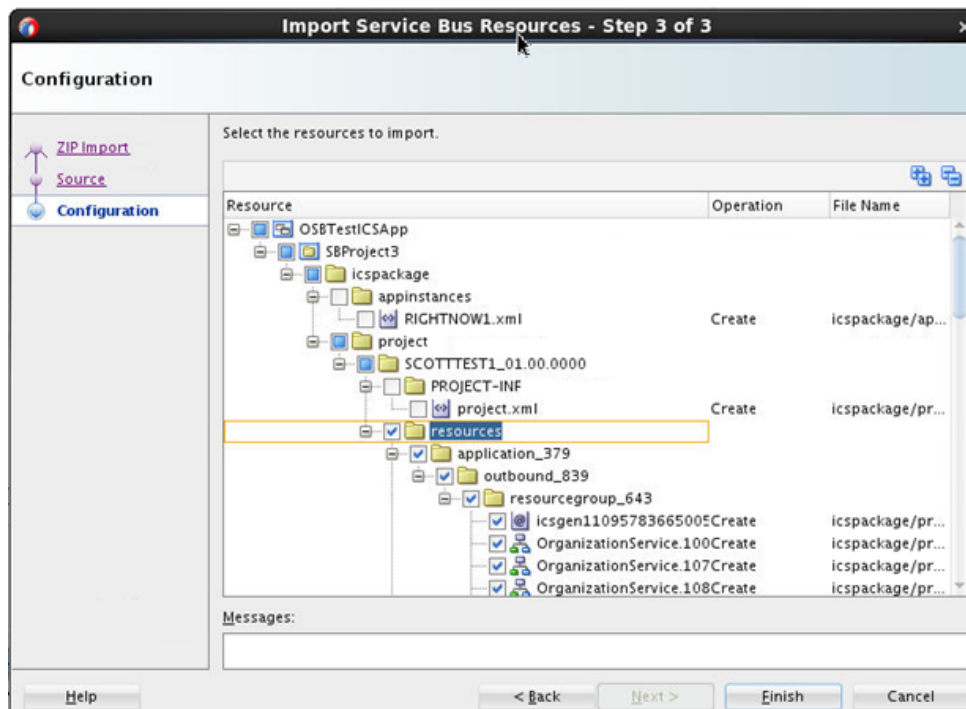 Import Service Bus Resources - Step 3 of 3
Configuration
ZIP Import
Source
Configuration
Select the resources to import.
Resource Operation File Name
OSBTestICSApp
SBProject3
icspackage
appinstances
RIGHTNOW1.xml Create icspackage/ap...
project
SCOTTTEST1_01.00.0000
PROJECT-INF
project.xml Create icspackage/pr...
resources
application_379
outbound_839
resourcegroup_643
icsgen11095783665005Create icspackage/pr...
OrganizationService.100Create icspackage/pr...
OrganizationService.107Create icspackage/pr...
OrganizationService.108Create icspackage/pr...
Messages:
Help < Back Next > Finish Cancel